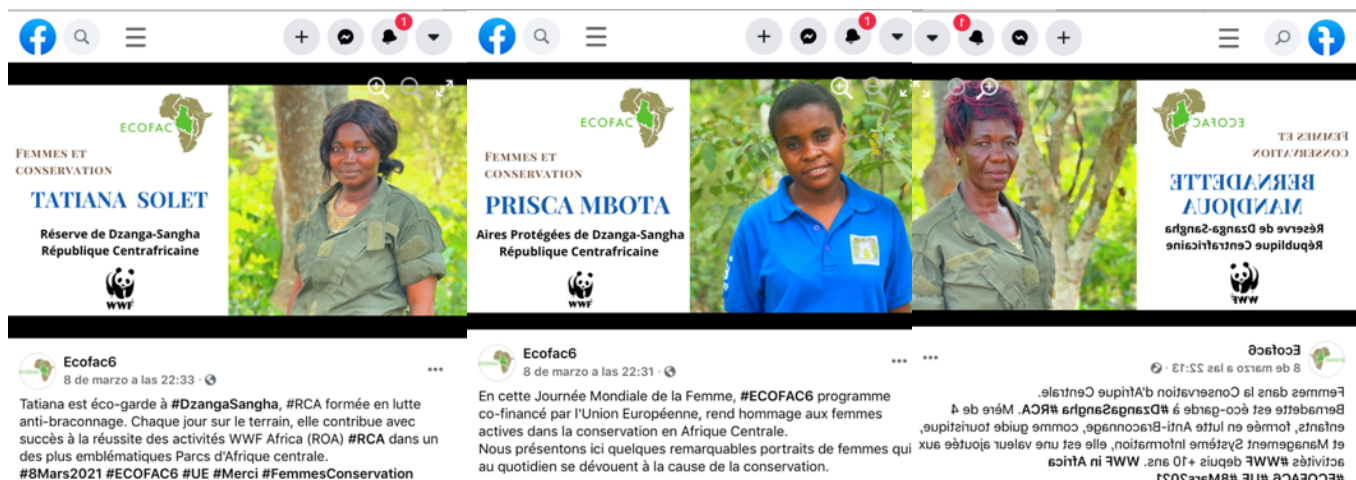 1
ECOFAC
FEMMES ET
CONSERVATION
TATIANA SOLET
Réserve de Dzanga-Sangha
République Centrafricaine
WWF
Ecofac6
8 de marzo a las 22:33 ·
Tatiana est éco-garde à #DzangaSangha, #RCA formée en lutte
anti-braconnage. Chaque jour sur le terrain, elle contribue avec
succès à la réussite des activités WWF Africa (ROA) #RCA dans un
des plus emblématiques Parcs d'Afrique centrale.
#8Mars2021 #ECOFAC6 #UE #Merci #FemmesConservation
1
ECOFAC
FEMMES ET
CONSERVATION
PRISCA MBOTA
Aires Protégées de Dzanga-Sangha
République Centrafricaine
WWF
Ecofac6
8 de marzo a las 22:31 ·
En cette Journée Mondiale de la Femme, #ECOFAC6 programme
co-financé par l'Union Européenne, rend hommage aux femmes
actives dans la conservation en Afrique Centrale.
Nous présentons ici quelques remarquables portraits de femmes qui
au quotidien se dévouent à la cause de la conservation.
1
ECOFAC
FEMMES ET
CONSERVATION
BERNADETTE
MANDJOUA
Réserve de Dzanga-Sangha
République Centrafricaine
WWF
Ecofac6
8 de marzo a las 22:13 ·
Femmes dans la Conservation d'Afrique Centrale.
Bernadette est éco-garde à #DzangaSangha #RCA. Mère de 4
enfants, formée en lutte Anti-Braconnage, comme guide touristique,
et Management Système Information, elle est une valeur ajoutée aux
activités #WWF depuis +10 ans. WWF in Africa
#ECOFAC6 #UE #8Mars2021